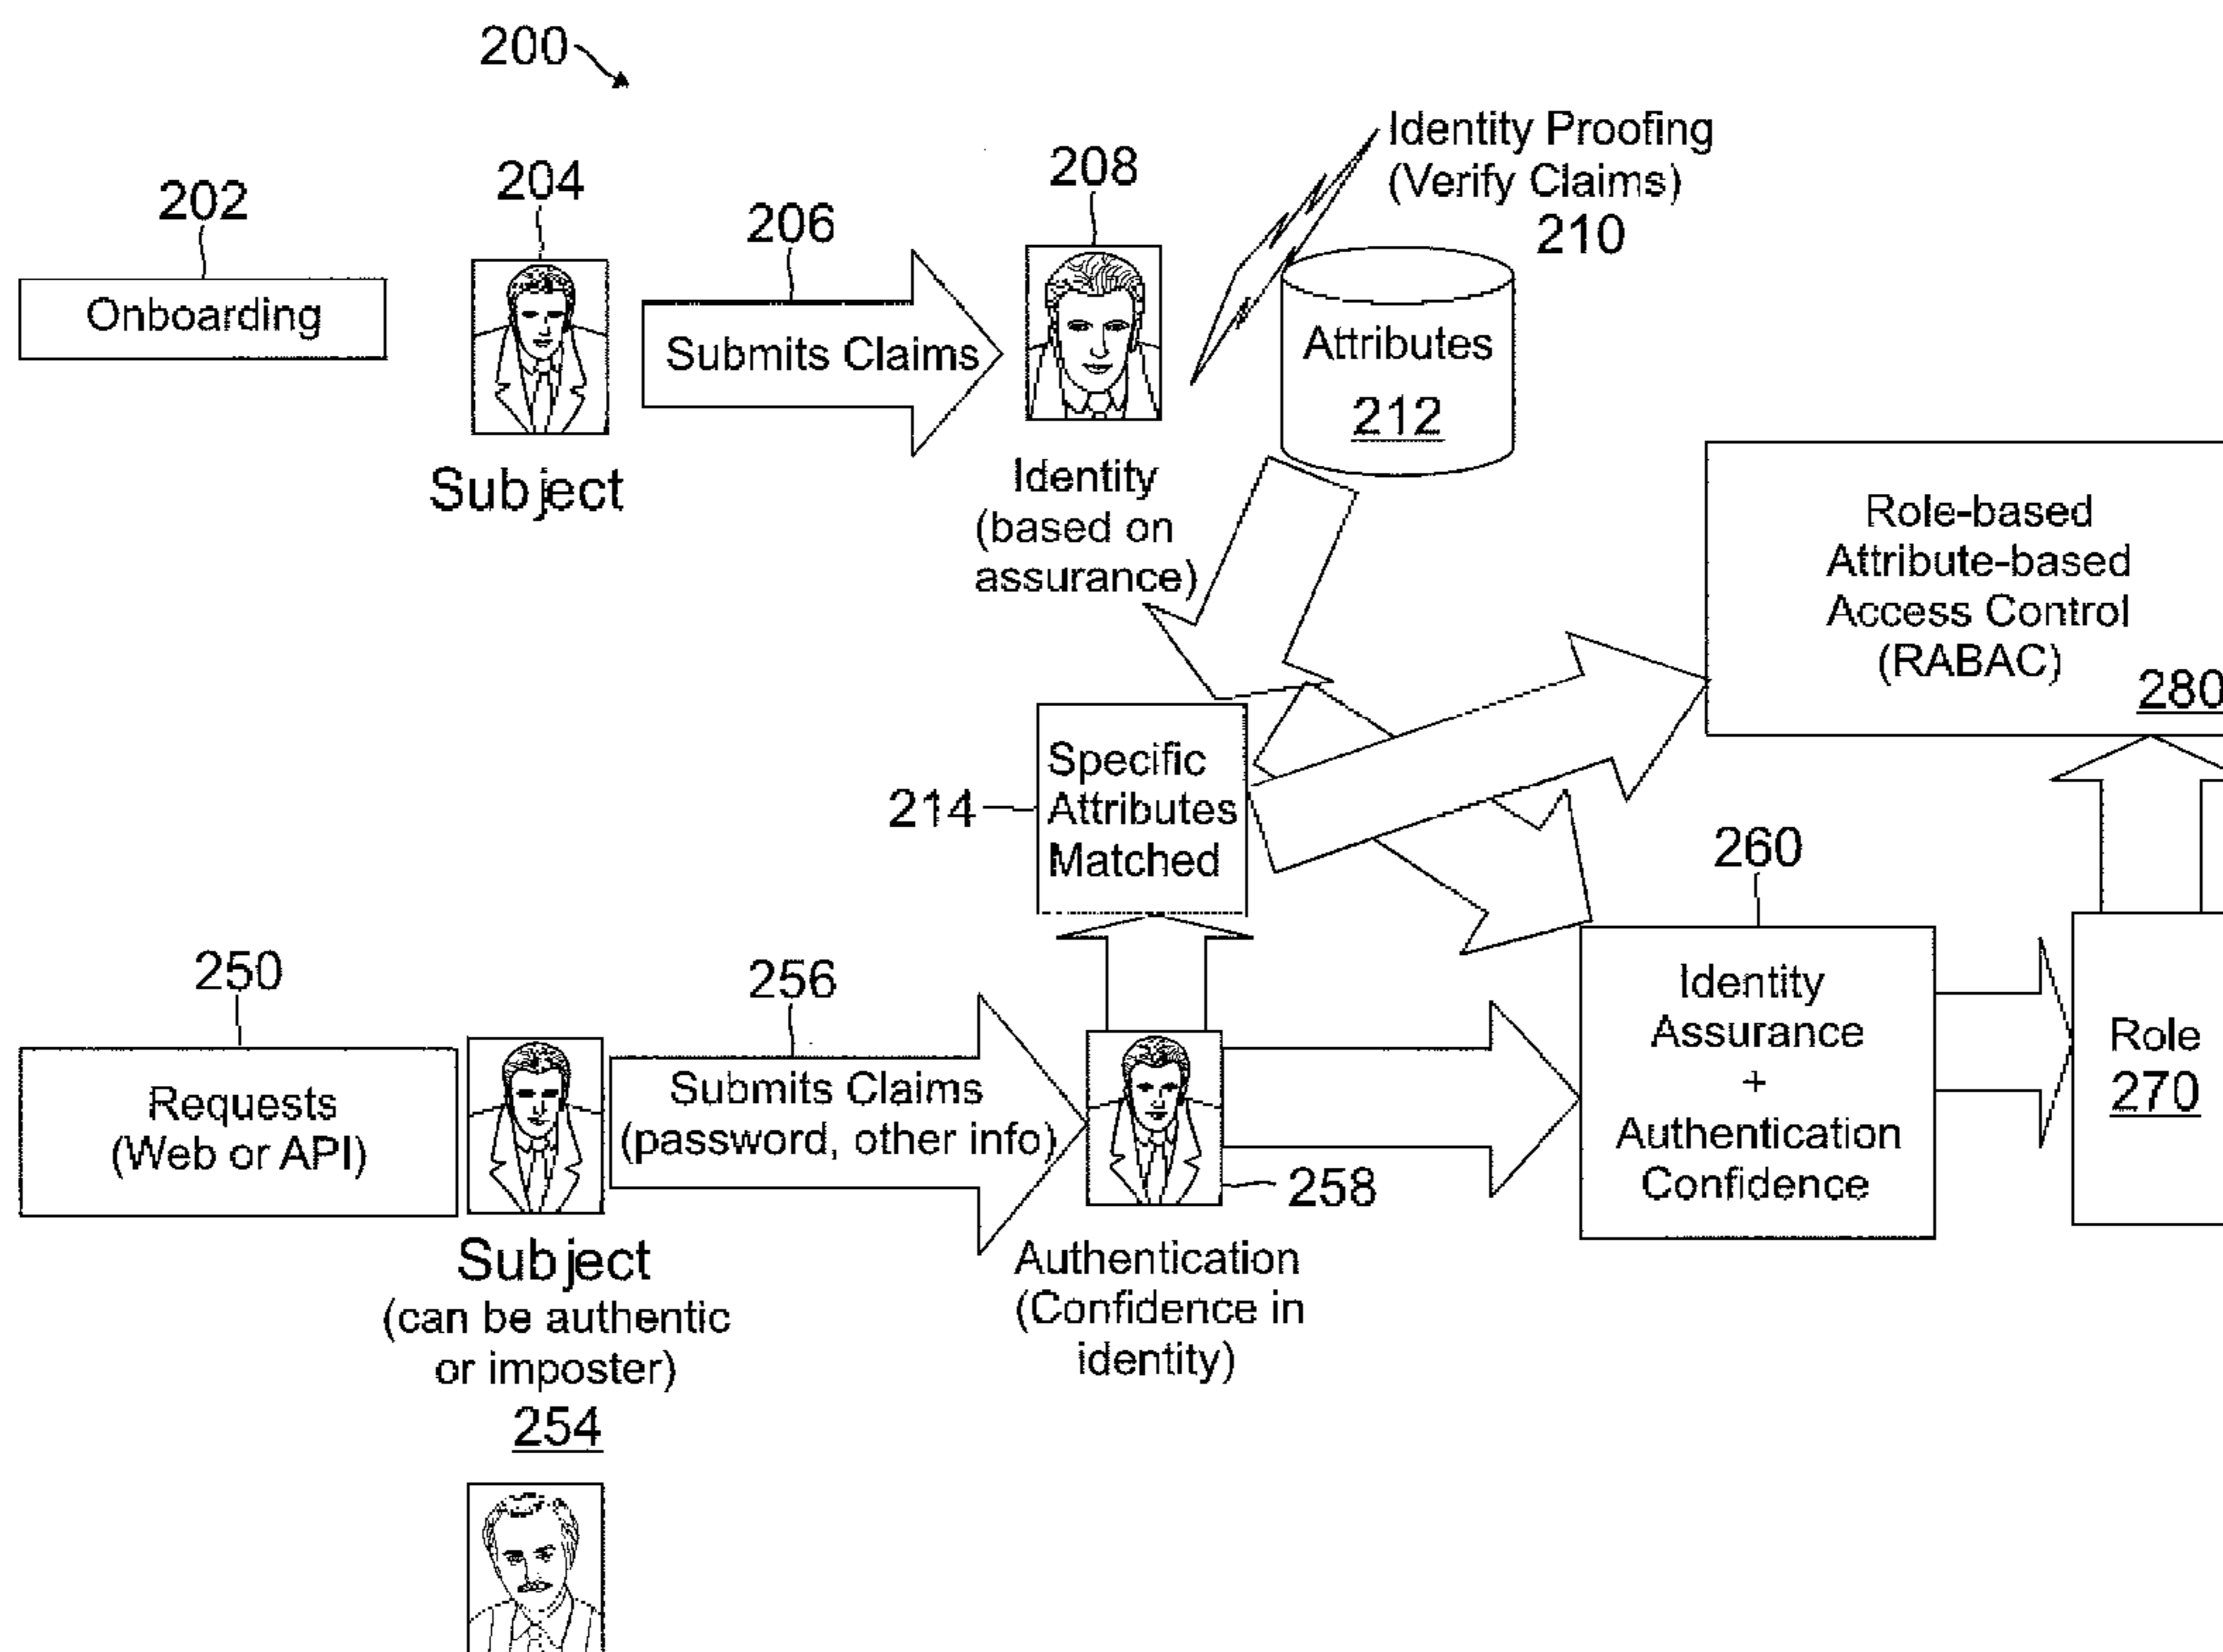 200
202
Onboarding
204
Subject
206
Submits Claims
208
Identity
(based on
assurance)
Identity Proofing
(Verify Claims)
210
Attributes
212
Specific
Attributes
Matched
214
Role-based
Attribute-based
Access Control
(RABAC)
280
250
Requests
(Web or API)
Subject
(can be authentic
or imposter)
254
256
Submits Claims
(password, other info)
258
Authentication
(Confidence in
identity)
260
Identity
Assurance
+
Authentication
Confidence
Role
270